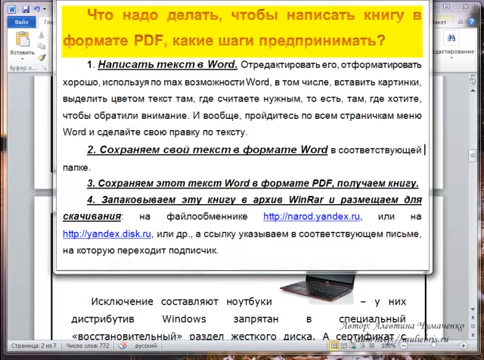 Что надо делать, чтобы написать книгу в
формате PDF, какие шаги предпринимать?
1. Написать текст в Word. Отредактировать его, отформатировать
хорошо, используя по max возможности Word, в том числе, вставить картинки,
выделить цветом текст там, где считаете нужным, то есть, там, где хотите,
чтобы обратили внимание. И вообще, пройдитесь по всем страничкам меню
Word и сделайте свою правку по тексту.
2. Сохраняем свой текст в формате Word в соответствующей
папке.
3. Сохраняем этот текст Word в формате PDF, получаем книгу.
4. Запаковываем эту книгу в архив WinRar и размещаем для
скачивания: на файлообменнике http://narod.yandex.ru, или на
http://yandex.disk.ru, или др., а ссылку указываем в соответствующем письме,
на которую переходит подписчик.
Файл
Вставить
Буфер о...
Редактирование
Исключение составляют ноутбуки – у них
дистрибутив Windows запрятан в специальный
«восстановительный» раздел жесткого диска. А сертификат с
Автор: Алевтина Чумаченко
Страница: 2 из 7 Число слов: 772 русский 100%